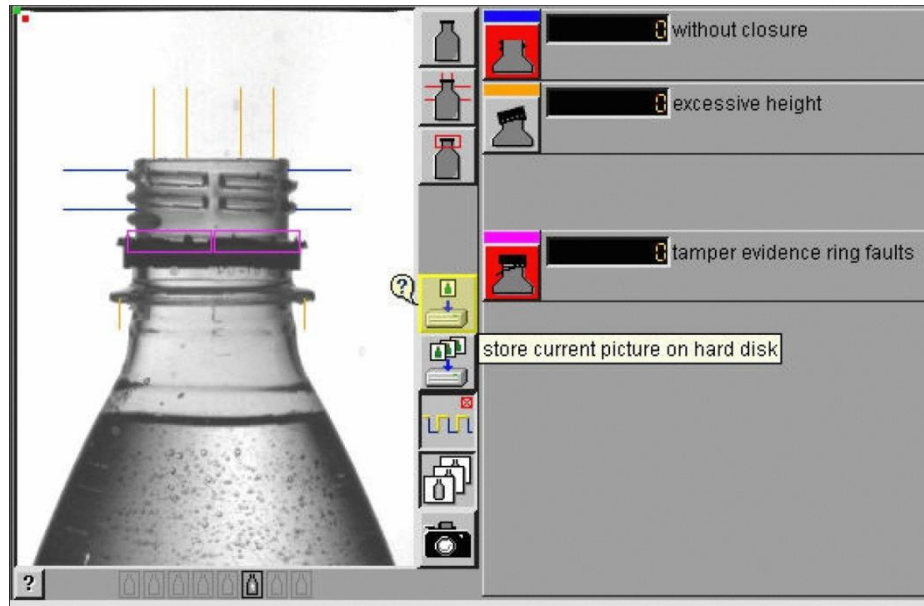 0 without closure
0 excessive height
0 tamper evidence ring faults
?
store current picture on hard disk
?